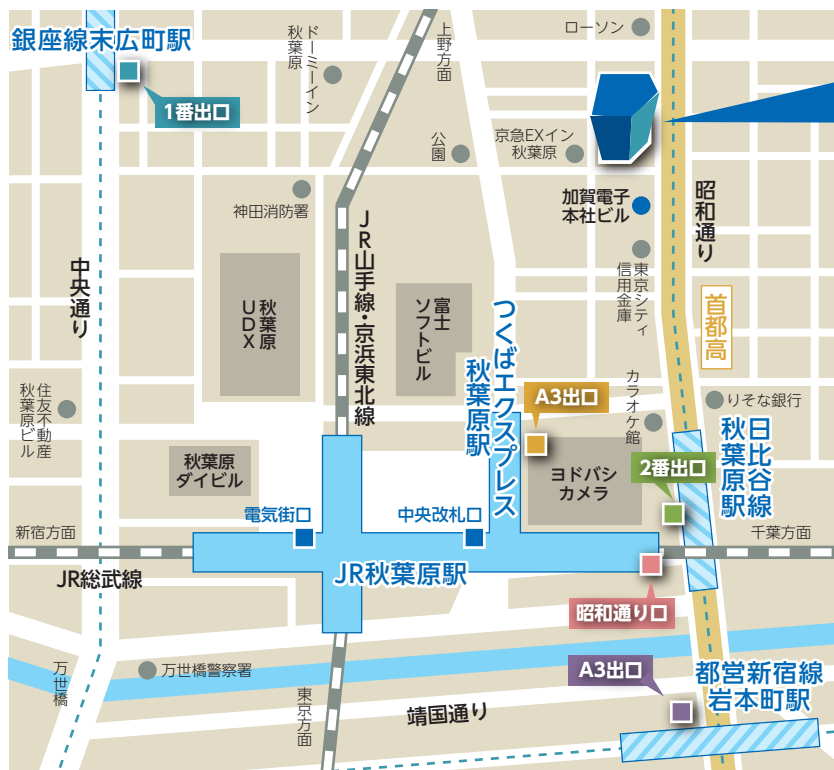 銀座線末広町駅
1番出口
ドーミーイン
秋葉原
上野方面
ローソン
公園
京急EXイン
秋葉原
神田消防署
加賀電子
本社ビル
昭和通り
中央通り
秋葉原
UDX
JR山手線・京浜東北線
富士
ソフトビル
つくばエクスプレス
秋葉原駅
東京シティ
信用金庫
首都高
住友不動産
秋葉原ビル
A3出口
カラオケ館
りそな銀行
秋葉原
ダイビル
ヨドバシ
カメラ
2番出口
日比谷線
秋葉原駅
電気街口
中央改札口
新宿方面
千葉方面
JR総武線
JR秋葉原駅
昭和通り口
万世橋
万世橋警察署
東京方面
靖国通り
A3出口
都営新宿線
岩本町駅